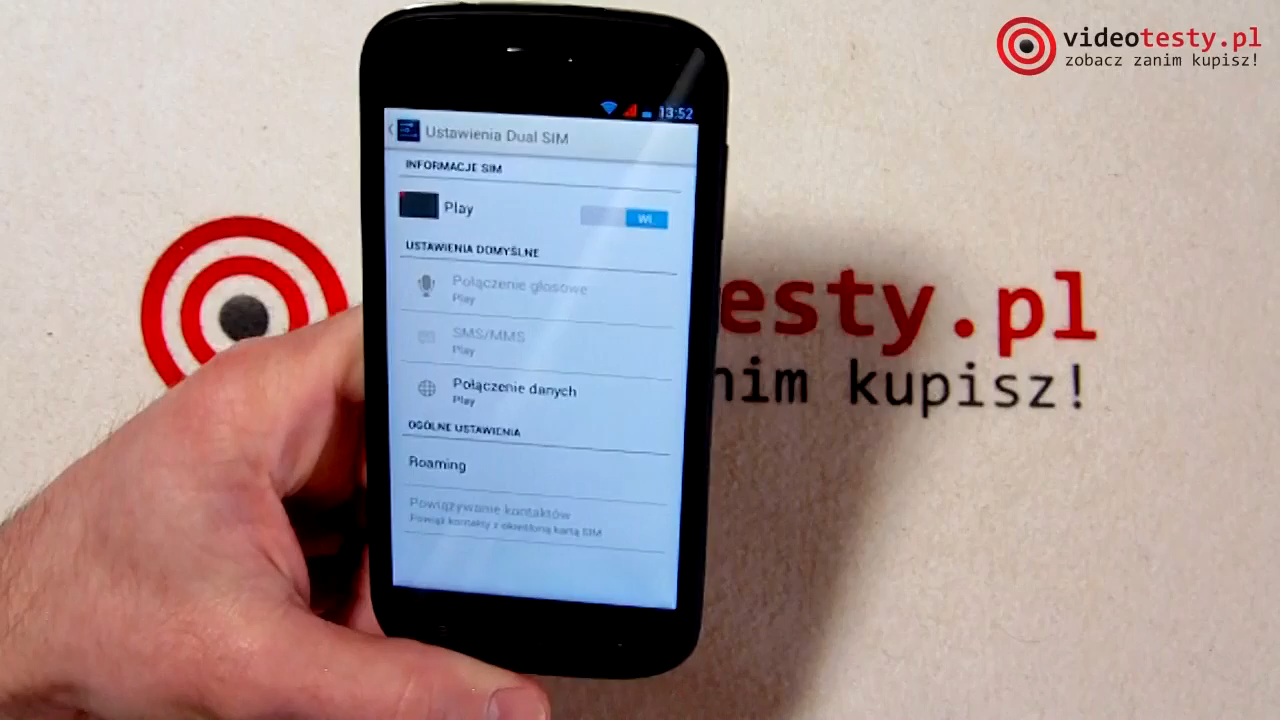 videotesty.pl
zobacz zanim kupisz!
13:52
Ustawienia Dual SIM
INFORMACJE SIM
Play
WŁ.
USTAWIENIA DOMYŚLNE
Połączenie głosowe
Play
SMS/MMS
Play
Połączenie danych
Play
OGÓLNE USTAWIENIA
Roaming
Powiązywanie kontaktów
Powiąż kontakty z określoną kartą SIM
esty.pl
nim kupisz!